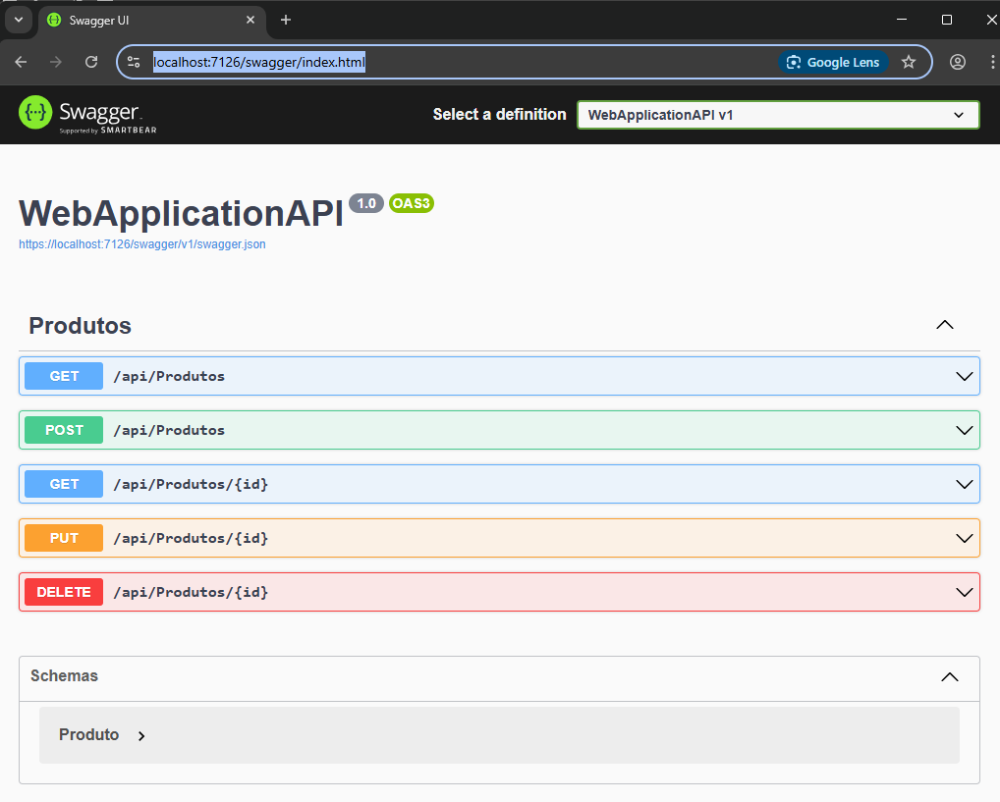 Swagger UI
localhost:7126/swagger/index.html
Google Lens
Swagger
Supported by SMARTBEAR
Select a definition
WebApplicationAPI v1
WebApplicationAPI 1.0 OAS3
https://localhost:7126/swagger/v1/swagger.json
Produtos
GET /api/Produtos
POST /api/Produtos
GET /api/Produtos/{id}
PUT /api/Produtos/{id}
DELETE /api/Produtos/{id}
Schemas
Produto